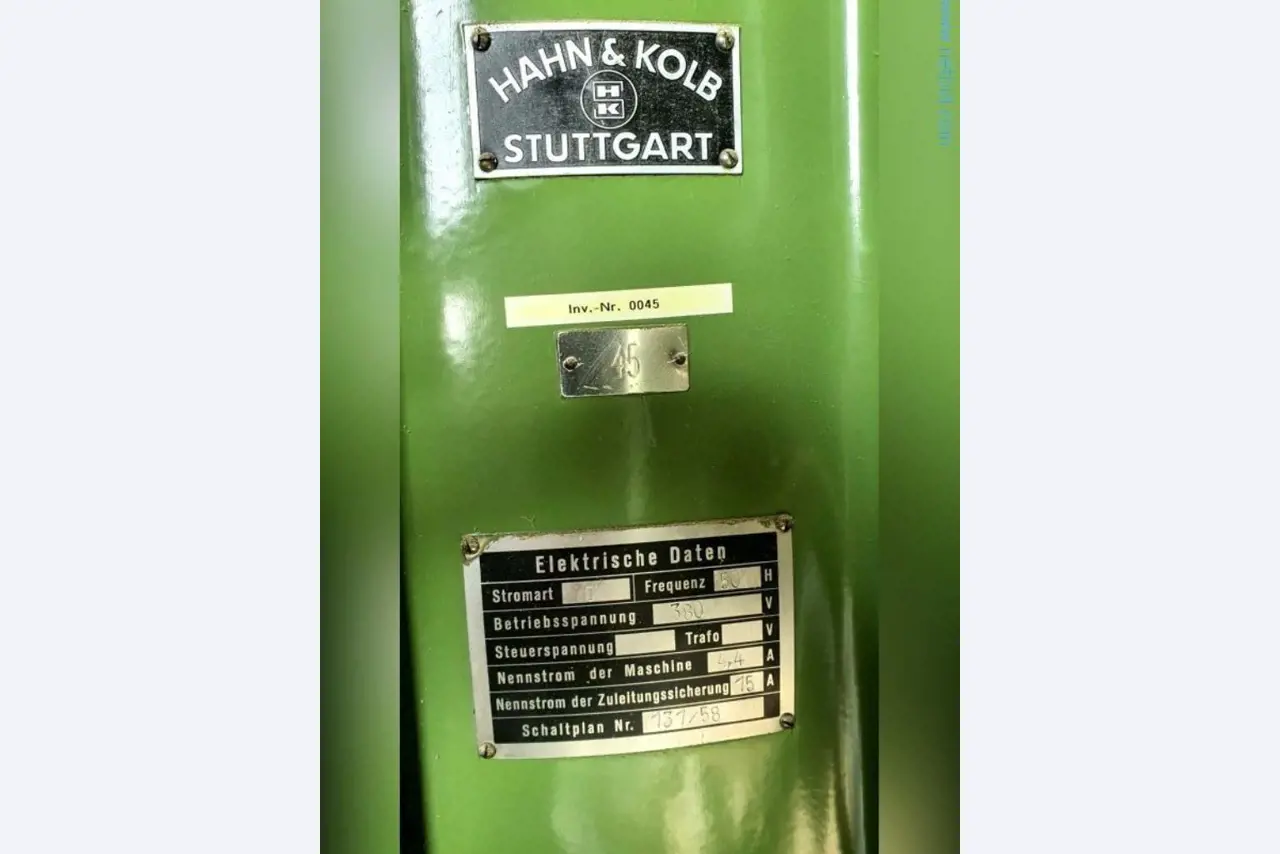 HAHN & KOLB
HK
STUTTGART
Inv.-Nr. 0045
45
Elektrische Daten
Stromart Frequenz 50 H
Betriebsspannung 380 V
Steuerspannung Trafo V
Nennstrom der Maschine 4,4 A
Nennstrom der Zuleitungssicherung 15 A
Schaltplan Nr. 131/58